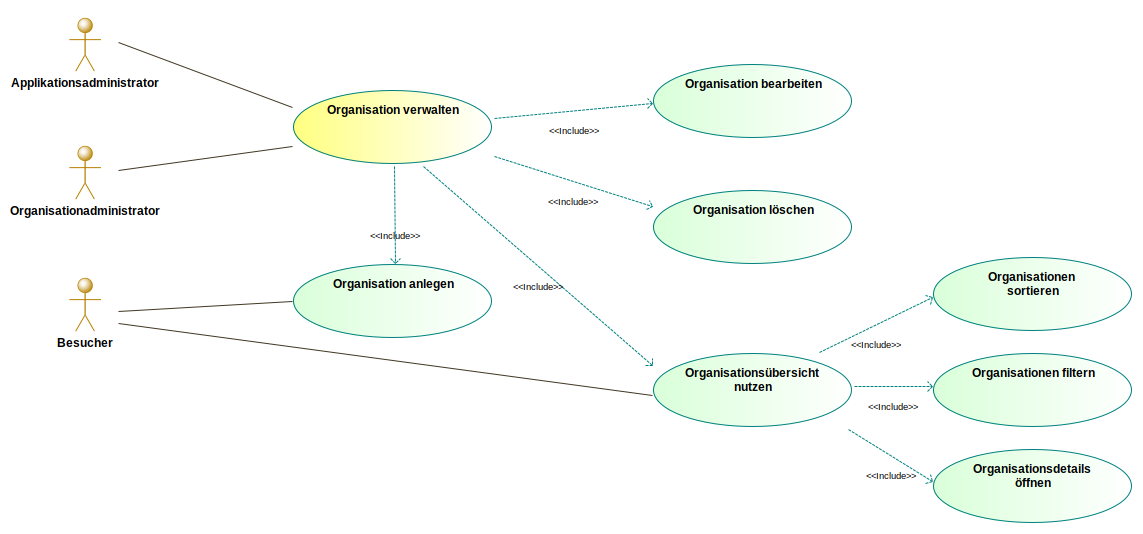 Applikationsadministrator
Organisation verwalten
Organisation bearbeiten
<<Include>>
Organisationadministrator
<<Include>>
Organisation löschen
<<Include>>
Organisation anlegen
<<Include>>
Besucher
Organisationen
sortieren
<<Include>>
Organisationsübersicht
nutzen
Organisationen filtern
<<Include>>
Organisationsdetails
öffnen
<<Include>>